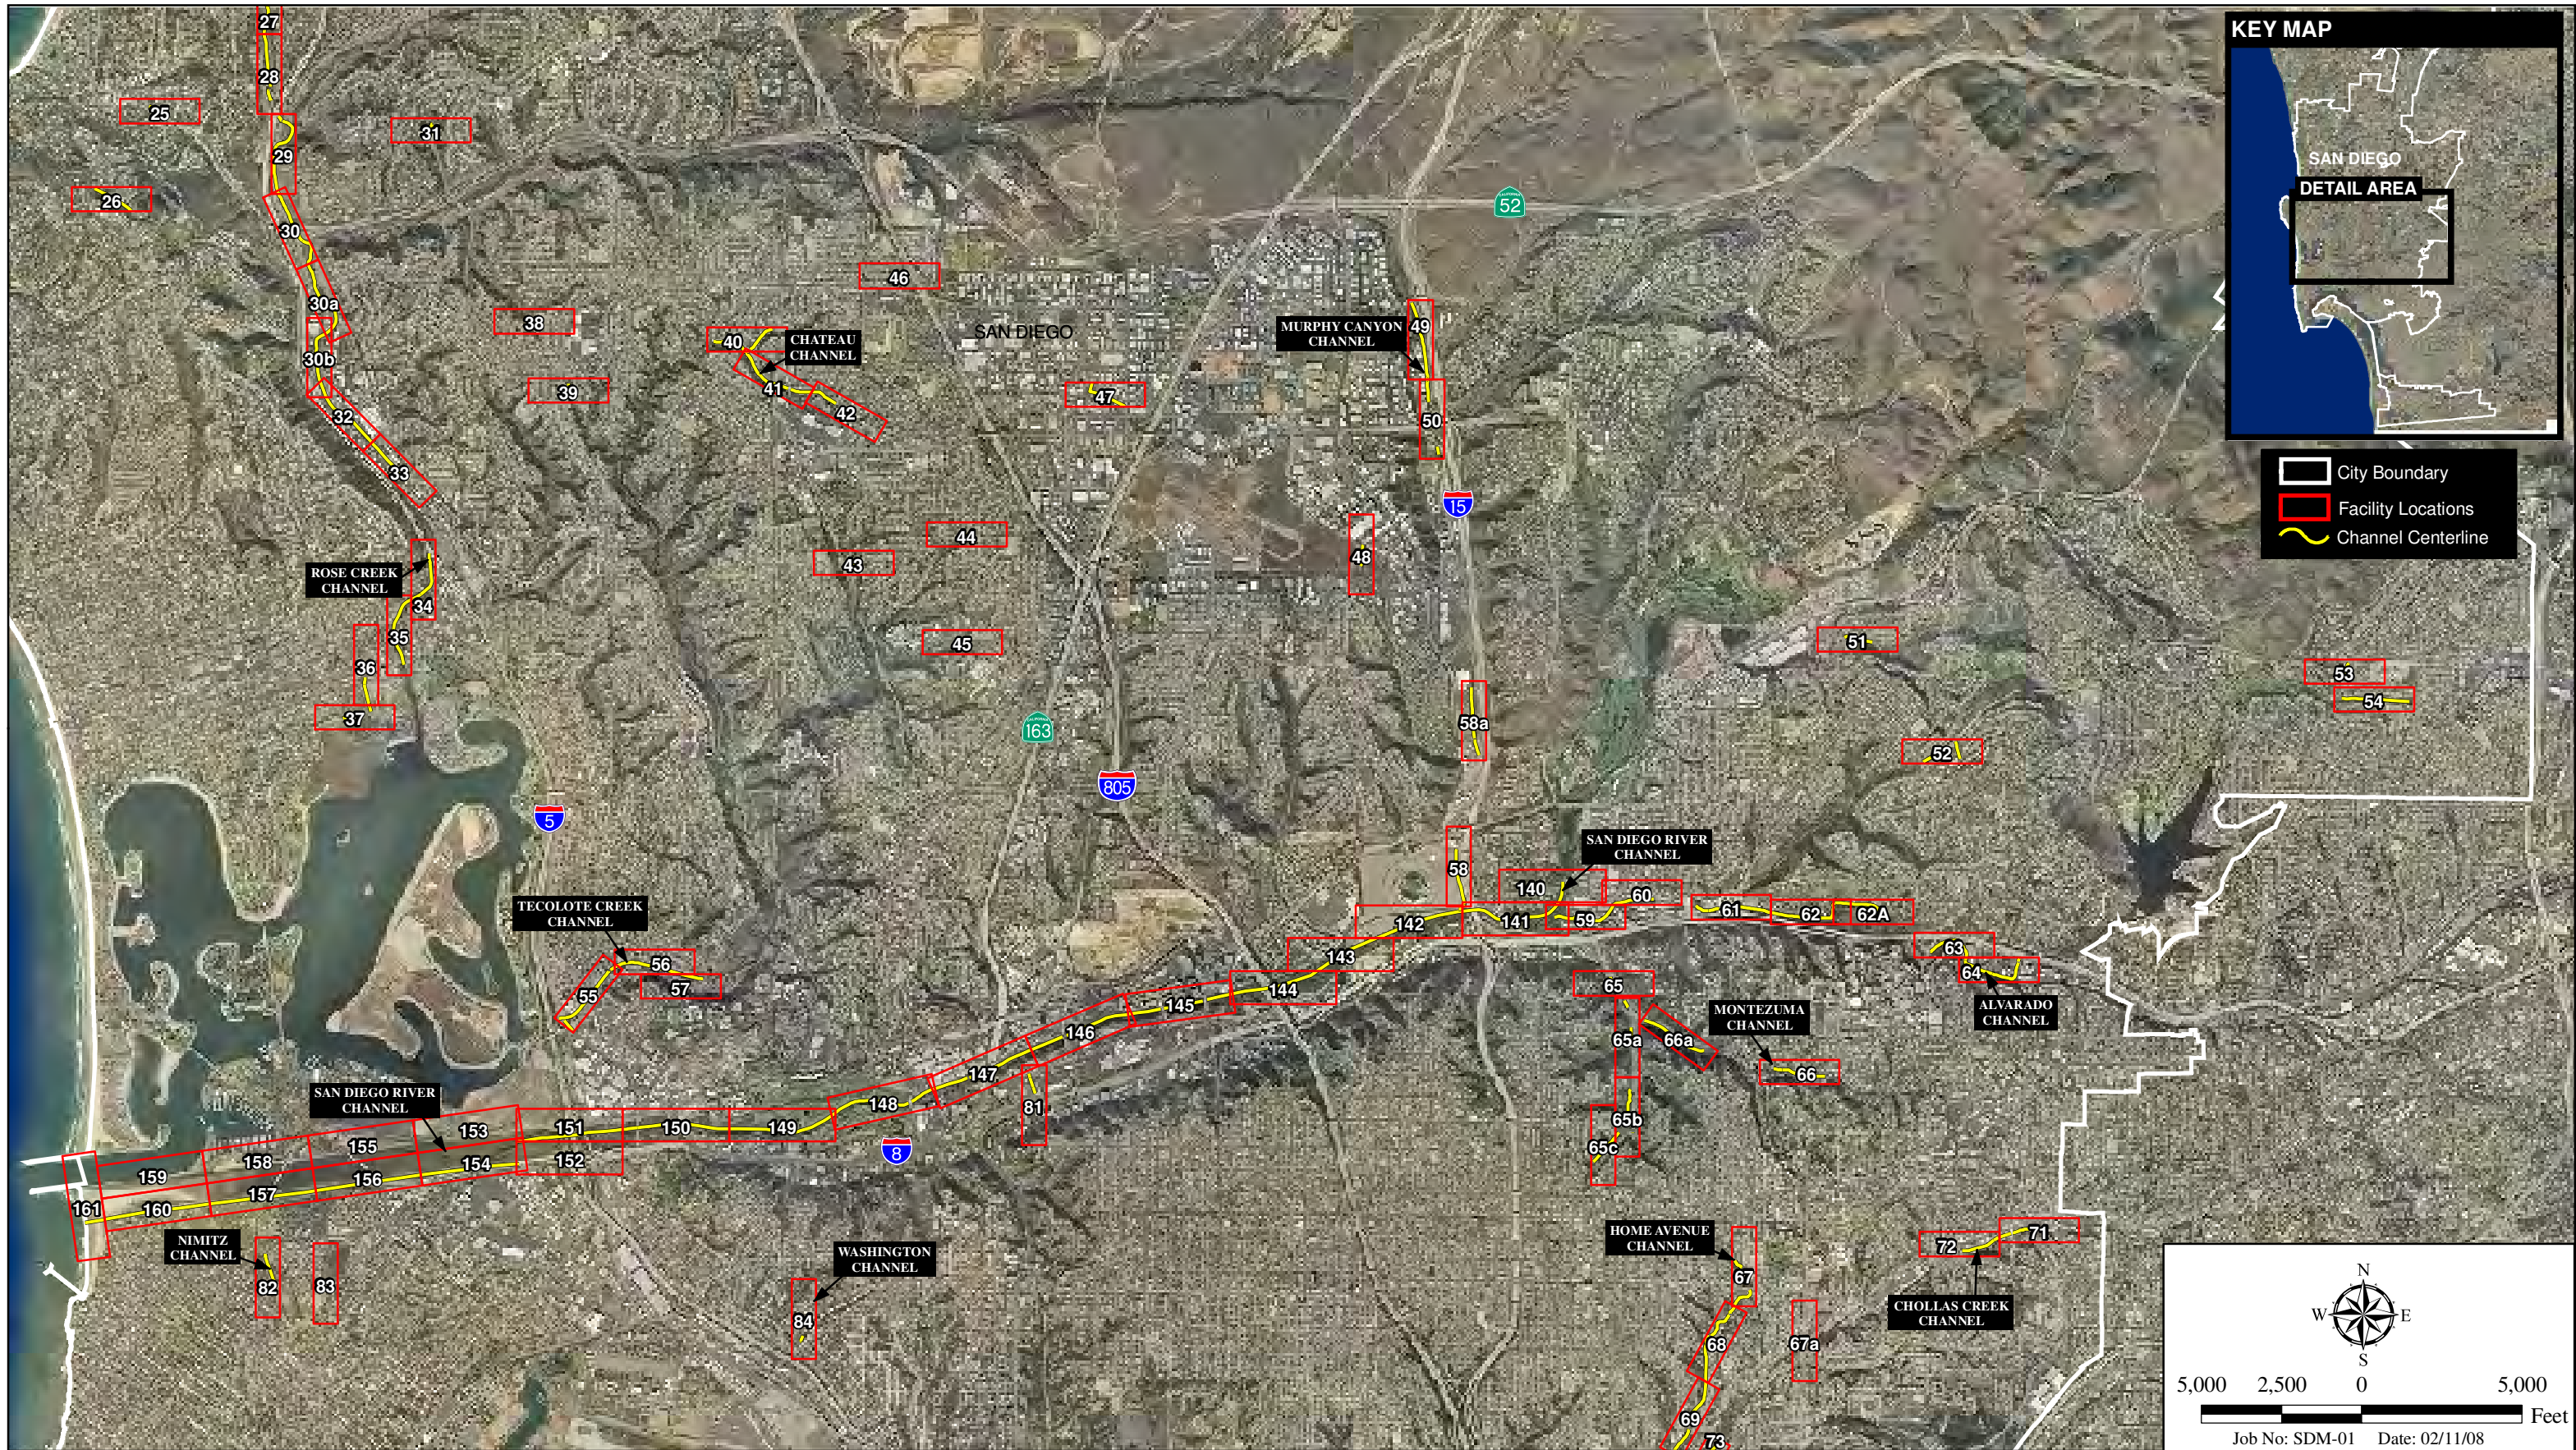 27
28
25
31
29
26
30
30a
30b
32
33
38
39
40
CHATEAU
CHANNEL
41
42
46
SAN DIEGO
47
MURPHY CANYON
CHANNEL
49
50
CALIFORNIA
52
15
KEY MAP
SAN DIEGO
DETAIL AREA
City Boundary
Facility Locations
Channel Centerline
ROSE CREEK
CHANNEL
34
35
36
37
43
44
45
48
51
53
54
52
58a
CALIFORNIA
163
805
5
58
SAN DIEGO RIVER
CHANNEL
140
60
59
141
142
143
144
145
146
147
148
149
150
151
152
61
62
62A
63
64
ALVARADO
CHANNEL
TECOLOTE CREEK
CHANNEL
56
57
55
65
65a
66a
65b
65c
MONTEZUMA
CHANNEL
66
81
8
SAN DIEGO RIVER
CHANNEL
153
154
155
156
158
157
159
160
161
NIMITZ
CHANNEL
82
83
WASHINGTON
CHANNEL
84
HOME AVENUE
CHANNEL
67
68
67a
69
73
71
72
CHOLLAS CREEK
CHANNEL
N
W E
S
5,000 2,500 0 5,000
Feet
Job No: SDM-01 Date: 02/11/08